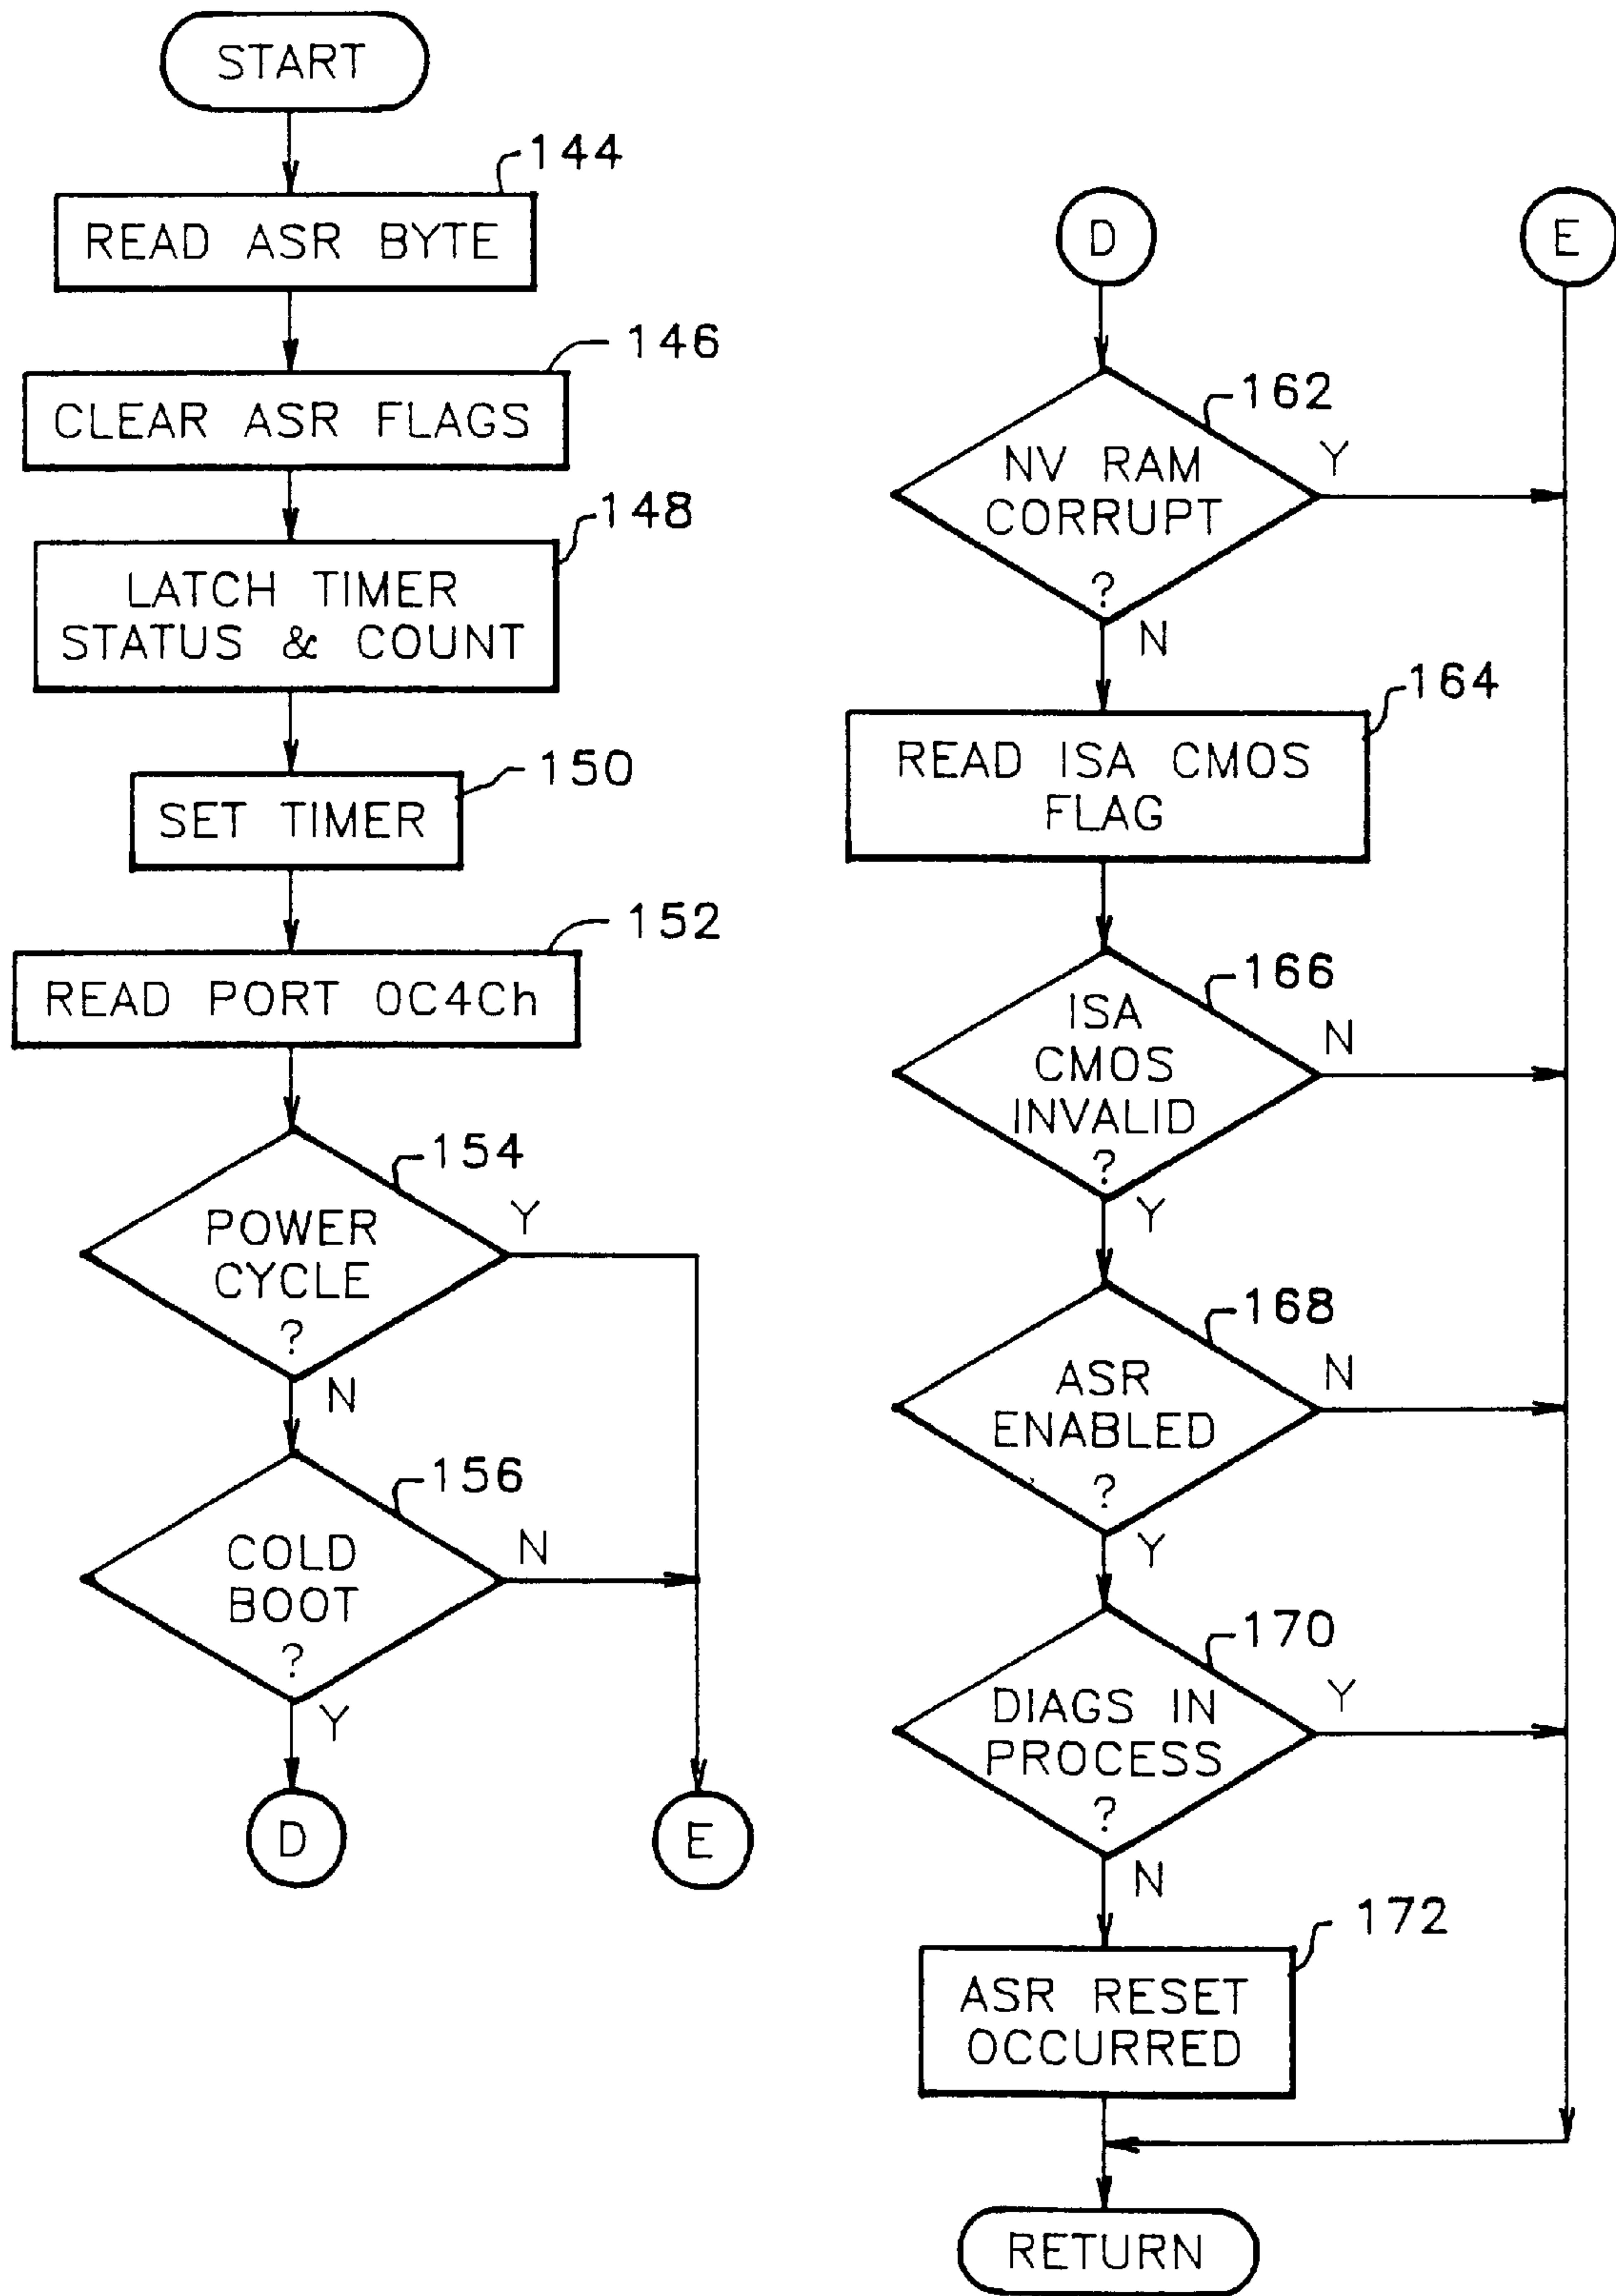 START
144
READ ASR BYTE
146
CLEAR ASR FLAGS
148
LATCH TIMER
STATUS & COUNT
150
SET TIMER
152
READ PORT 0C4Ch
154
POWER
CYCLE
?
Y
N
156
COLD
BOOT
?
N
Y
D
E
D
E
162
NV RAM
CORRUPT
?
Y
N
164
READ ISA CMOS
FLAG
166
ISA
CMOS
INVALID
?
N
Y
168
ASR
ENABLED
?
N
Y
170
DIAGS IN
PROCESS
?
Y
N
172
ASR RESET
OCCURRED
RETURN